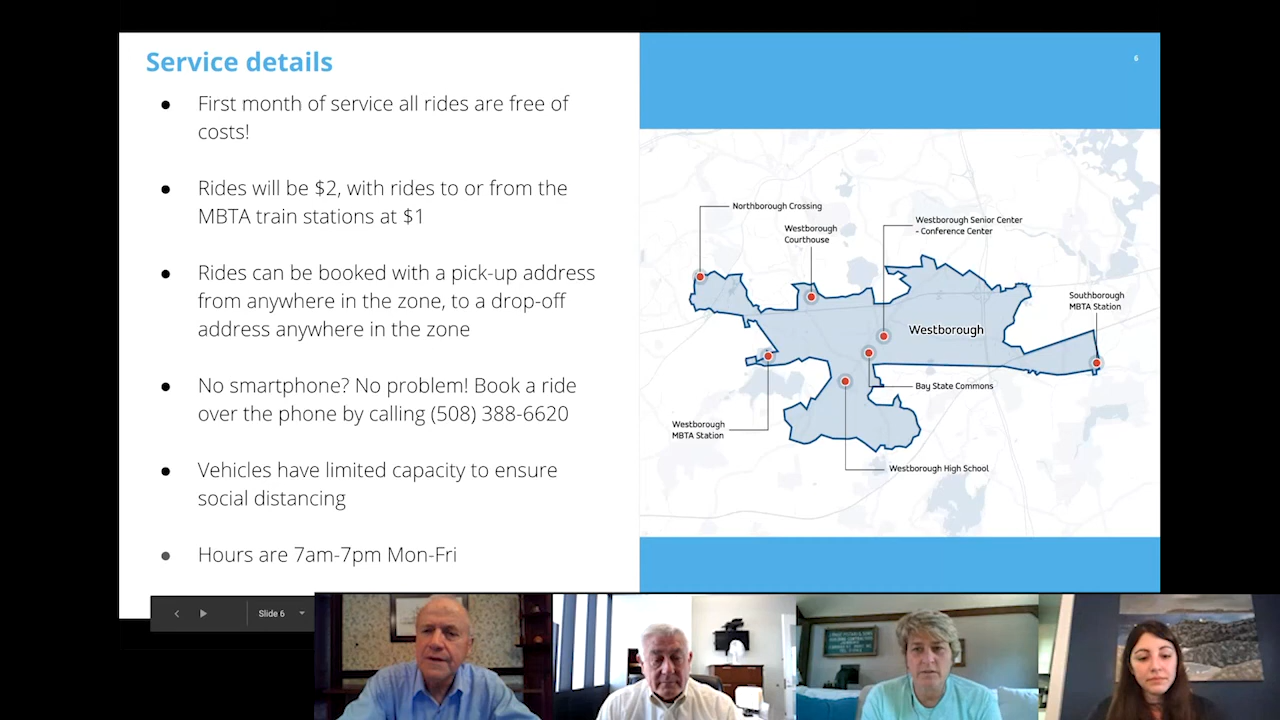 Service details
6
● First month of service all rides are free of
costs!
● Rides will be $2, with rides to or from the
MBTA train stations at $1
● Rides can be booked with a pick-up address
from anywhere in the zone, to a drop-off
address anywhere in the zone
● No smartphone? No problem! Book a ride
over the phone by calling (508) 388-6620
● Vehicles have limited capacity to ensure
social distancing
● Hours are 7am-7pm Mon-Fri
Northborough Crossing
Westborough
Courthouse
Westborough Senior Center
- Conference Center
Southborough
MBTA Station
Westborough
Bay State Commons
Westborough
MBTA Station
Westborough High School
Slide 6